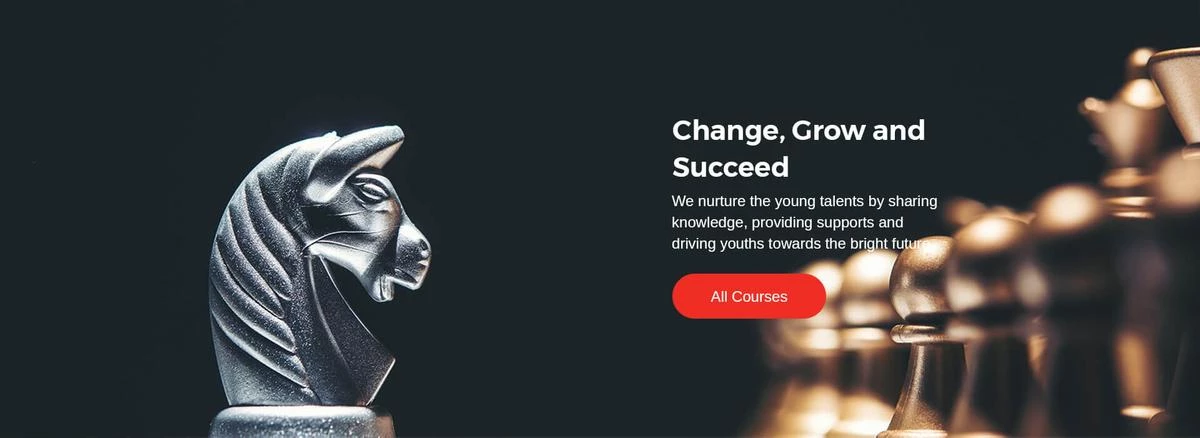 Change, Grow and
Succeed
We nurture the young talents by sharing
knowledge, providing supports and
driving youths towards the bright future.
All Courses